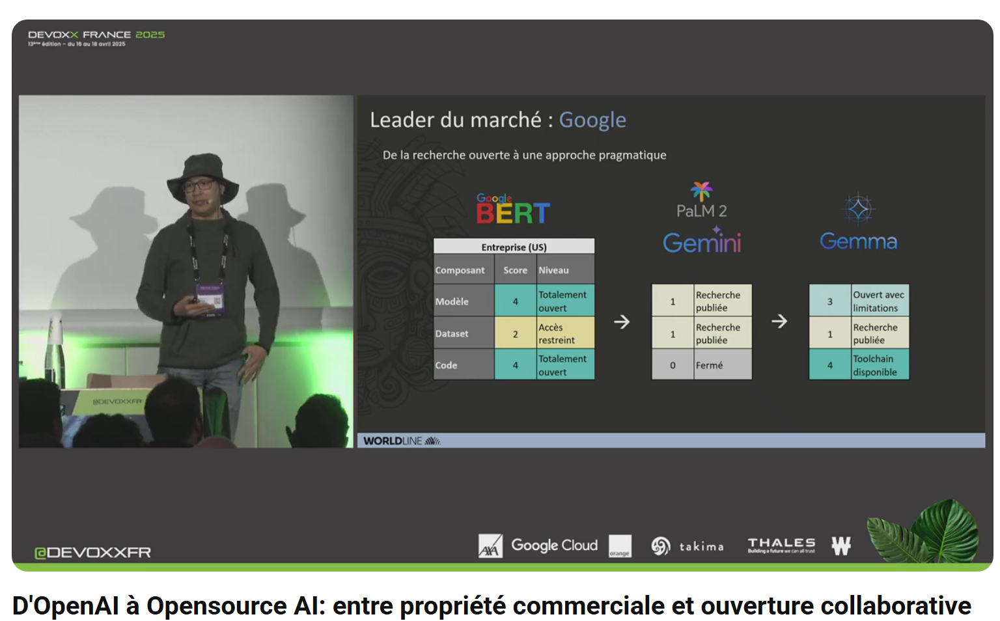 DEVOXX FRANCE 2025
13ème édition – du 16 au 18 avril 2025
Leader du marché : Google
De la recherche ouverte à une approche pragmatique
Google
BERT
PaLM 2
Gemini
Gemma
Entreprise (US)
Composant Score Niveau
Modèle 4 Totalement ouvert
Dataset 2 Accès restreint
Code 4 Totalement ouvert
1 Recherche publiée
1 Recherche publiée
0 Fermé
3 Ouvert avec limitations
1 Recherche publiée
4 Toolchain disponible
@DEVOXXFR
WORLDLINE
@DEVOXXFR
AXA
Google Cloud
orange
takima
THALES
Building a future we can all trust
W
D'OpenAI à Opensource AI: entre propriété commerciale et ouverture collaborative